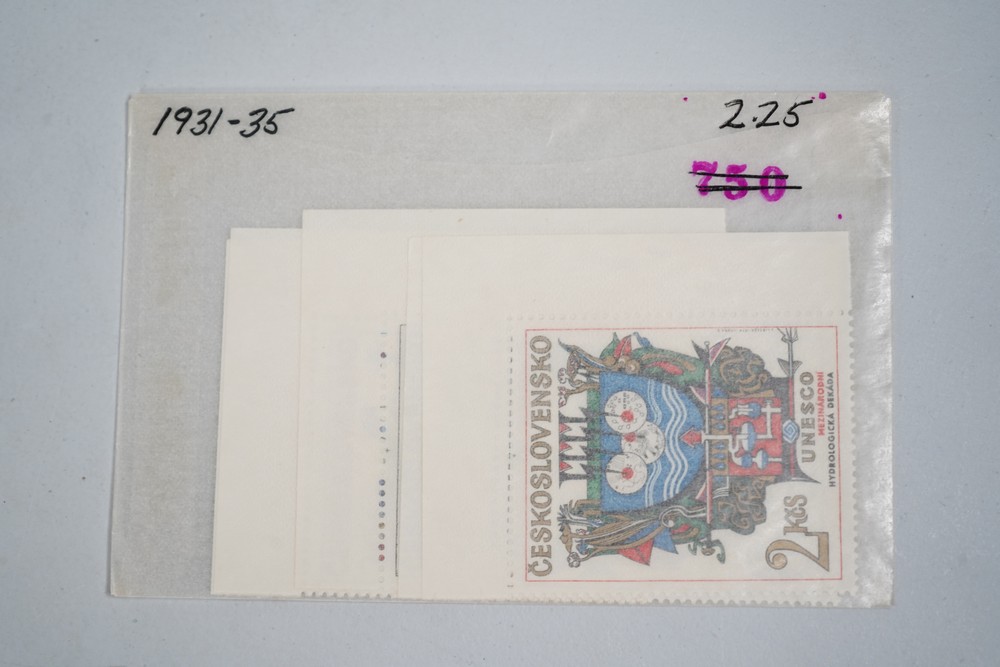 1931-35
2.25
750
ČESKOSLOVENSKO
UNESCO
MEZINÁRODNÍ
HYDROLOGICKÁ DEKÁDA
2 Kčs